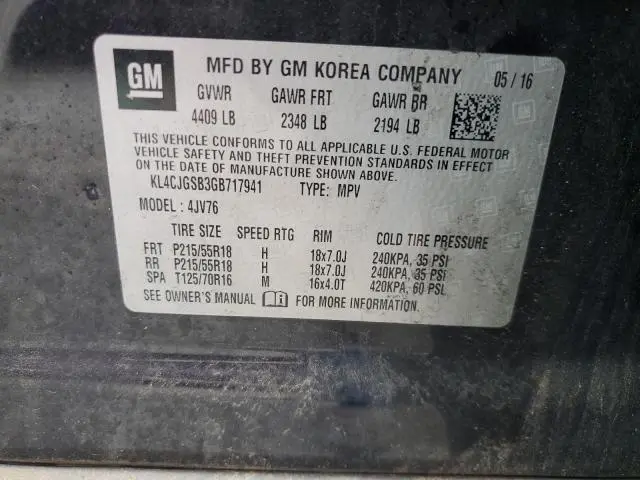 GM
MFD BY GM KOREA COMPANY 05 / 16
GVWR GAWR FRT GAWR RR
4409 LB 2348 LB 2194 LB
THIS VEHICLE CONFORMS TO ALL APPLICABLE U.S. FEDERAL MOTOR
VEHICLE SAFETY AND THEFT PREVENTION STANDARDS IN EFFECT
ON THE DATE OF MANUFACTURE SHOWN ABOVE.
KL4CJGSB3GB717941 TYPE: MPV
MODEL : 4JV76
TIRE SIZE SPEED RTG RIM COLD TIRE PRESSURE
FRT P215/55R18 H 18x7.0J 240KPA, 35 PSI
RR P215/55R18 H 18x7.0J 240KPA, 35 PSI
SPA T125/70R16 M 16x4.0T 420KPA, 60 PSI
SEE OWNER'S MANUAL FOR MORE INFORMATION.